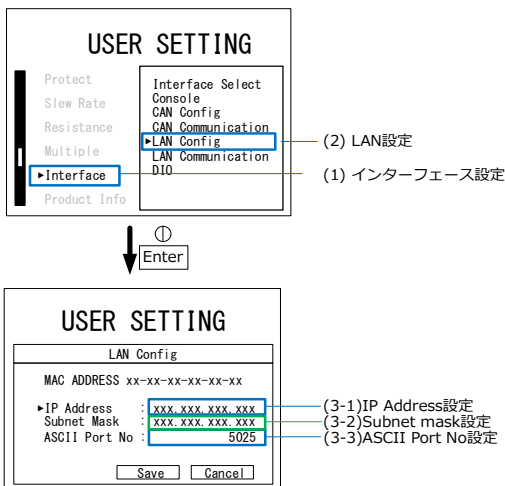 USER SETTING
Protect
Slew Rate
Resistance
Multiple
►Interface
Product Info
Interface Select
Console
CAN Config
CAN Communication
►LAN Config
LAN Communication
DIO
(2) LAN設定
(1) インターフェース設定
Enter
USER SETTING
LAN Config
MAC ADDRESS xx-xx-xx-xx-xx-xx
►IP Address : xxx.xxx.xxx.xxx
Subnet Mask : xxx.xxx.xxx.xxx
ASCII Port No : 5025
Save Cancel
(3-1)IP Address設定
(3-2)Subnet mask設定
(3-3)ASCII Port No設定